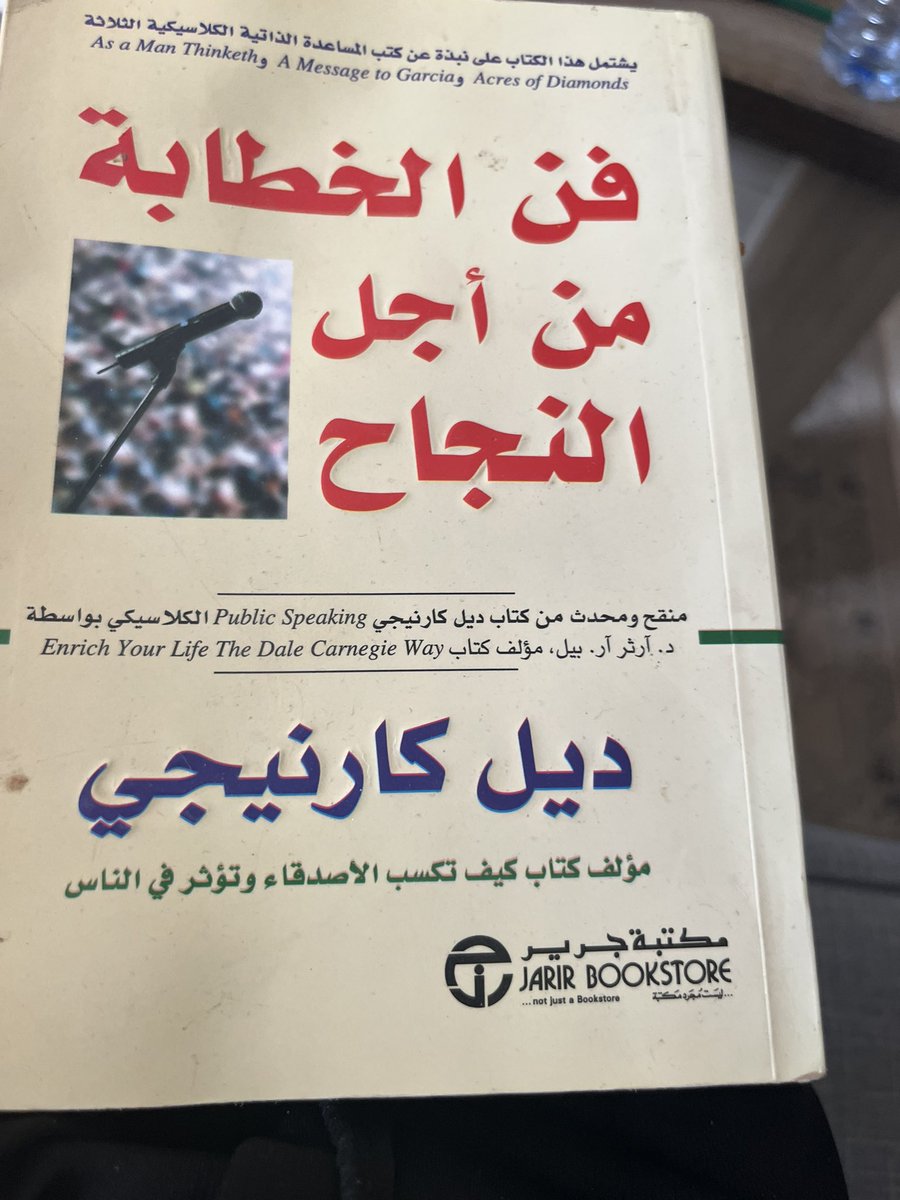 يشتمل هذا الكتاب على نبذة عن كتب المساعدة الذاتية الكلاسيكية الثلاثة
As a Man Thinketh و A Message to Garcia و Acres of Diamonds
فن الخطابة
من أجل
النجاح
منقح ومحدث من كتاب ديل كارنيجي Public Speaking الكلاسيكي بواسطة
د. آرثر آر. بيل، مؤلف كتاب Enrich Your Life The Dale Carnegie Way
ديل كارنيجي
مؤلف كتاب كيف تكسب الأصدقاء وتؤثر في الناس
مكتبة جرير
JARIR BOOKSTORE
...not just a Bookstore ليست مجرد مكتبة...